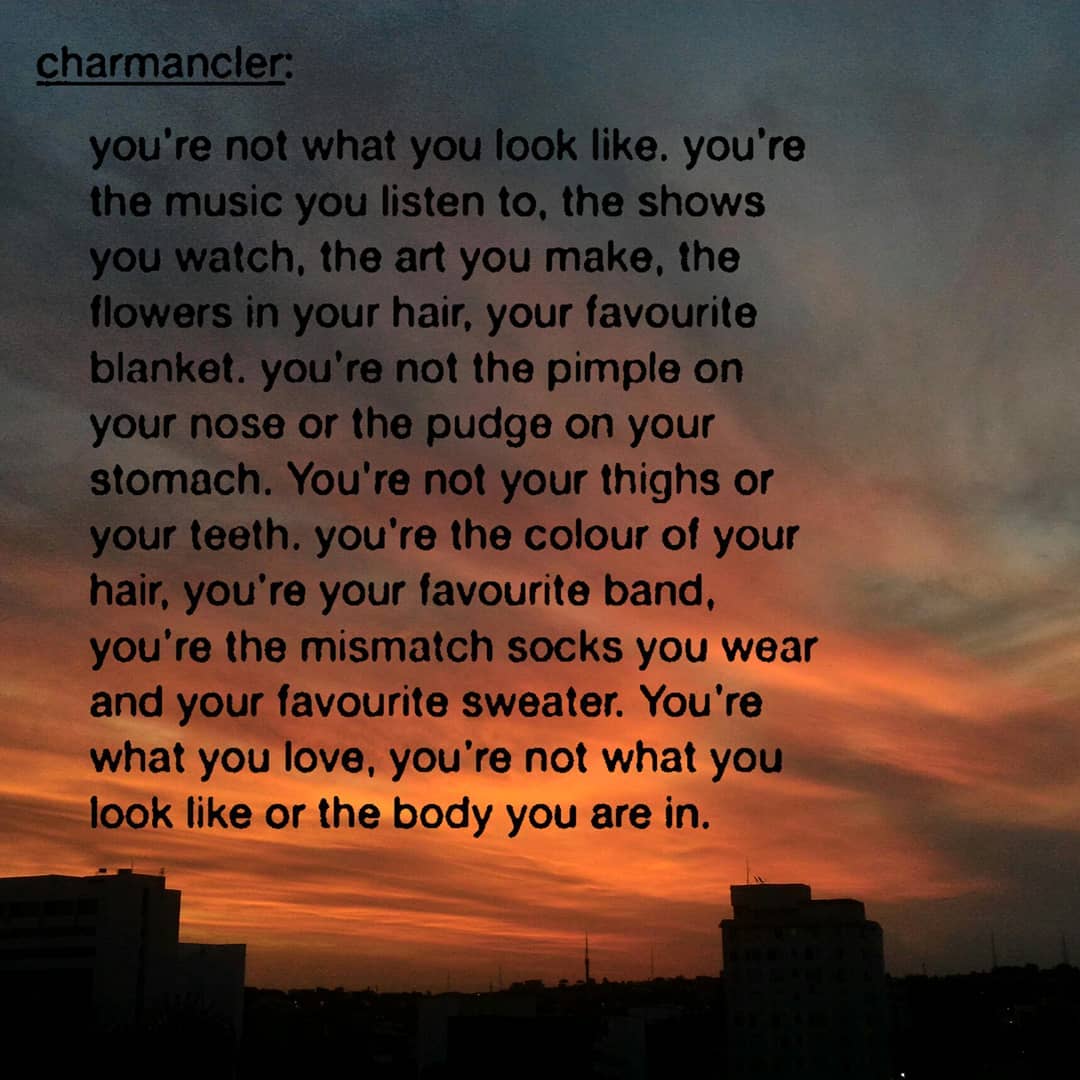 charmancler:
you're not what you look like. you're
the music you listen to, the shows
you watch, the art you make, the
flowers in your hair, your favourite
blanket. you're not the pimple on
your nose or the pudge on your
stomach. You're not your thighs or
your teeth. you're the colour of your
hair, you're your favourite band,
you're the mismatch socks you wear
and your favourite sweater. You're
what you love, you're not what you
look like or the body you are in.